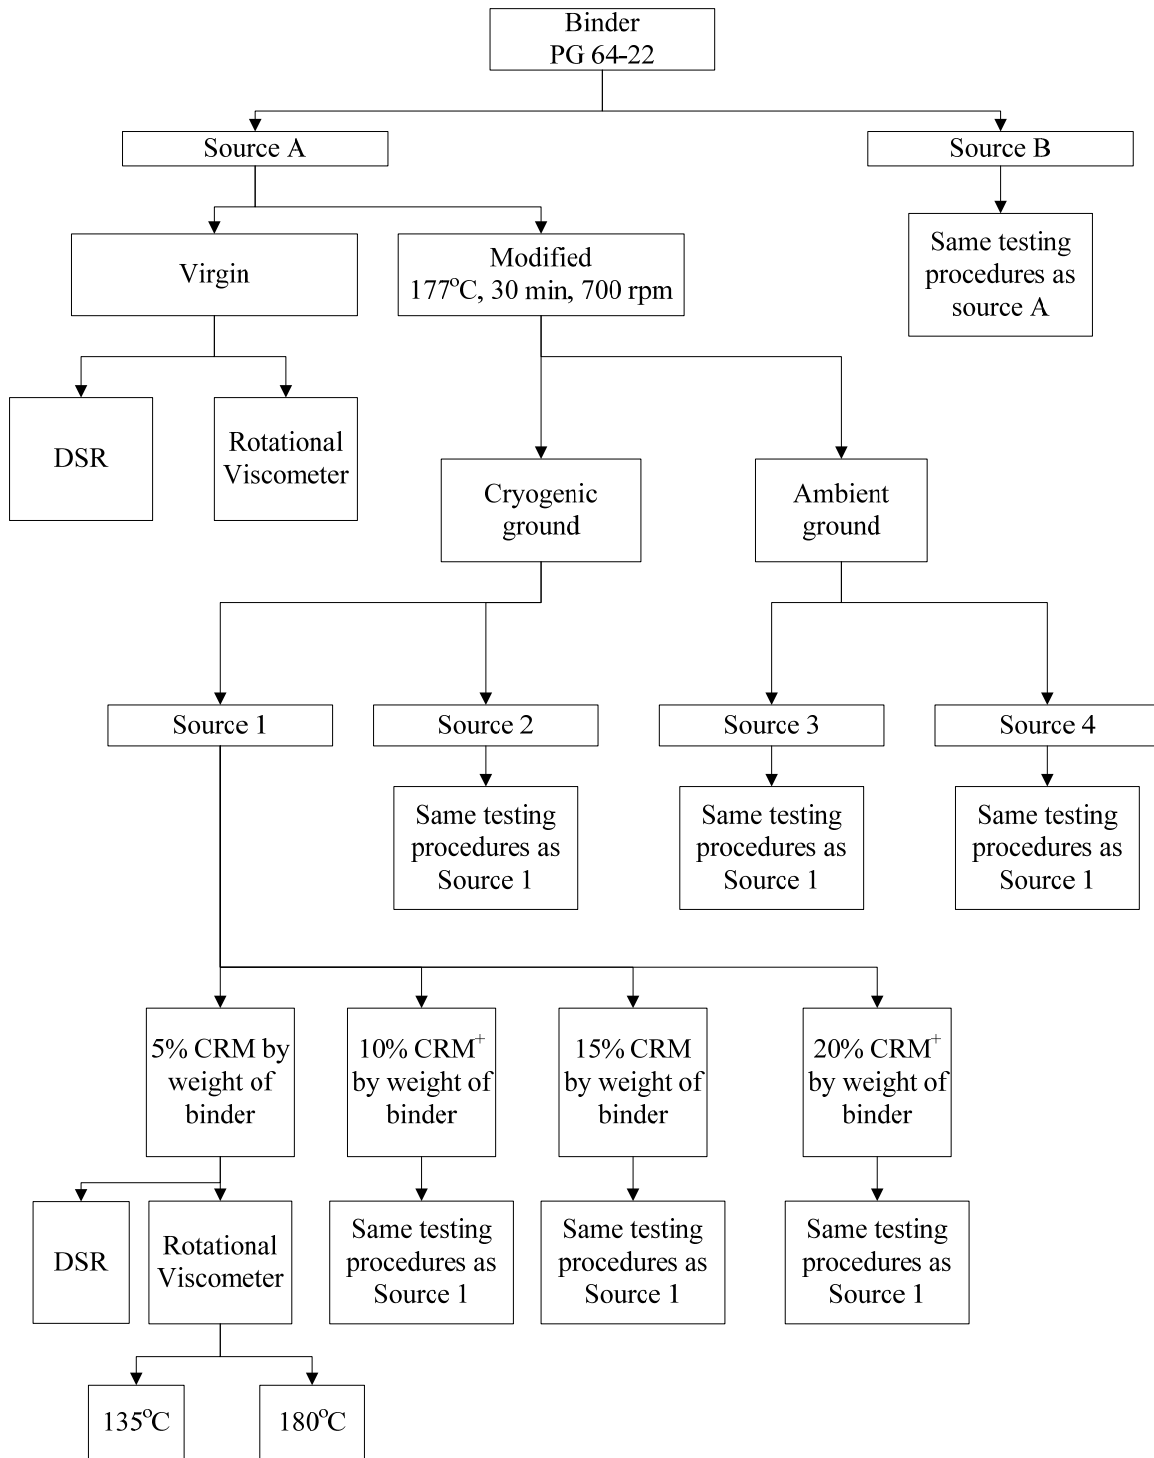 Binder
PG 64-22
Source A
Source B
Virgin
Modified
177°C, 30 min, 700 rpm
Same testing
procedures as
source A
DSR
Rotational
Viscometer
Cryogenic
ground
Ambient
ground
Source 1
Source 2
Source 3
Source 4
Same testing
procedures as
Source 1
Same testing
procedures as
Source 1
Same testing
procedures as
Source 1
5% CRM by
weight of
binder
10% CRM⁺
by weight of
binder
15% CRM
by weight of
binder
20% CRM⁺
by weight of
binder
DSR
Rotational
Viscometer
Same testing
procedures as
Source 1
Same testing
procedures as
Source 1
Same testing
procedures as
Source 1
135°C
180°C